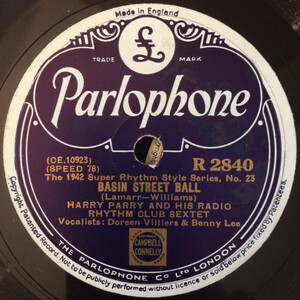 Made in England
£
TRADE MARK
Parlophone
(OE.10923)
(SPEED 78)
R 2840
The 1942 Super Rhythm Style Series, No. 23
BASIN STREET BALL
(Lamarr—Williams)
HARRY PARRY AND HIS RADIO
RHYTHM CLUB SEXTET
Vocalists: Doreen Villiers & Benny Lee
CAMPBELL
CONNELLY
THE PARLOPHONE CO LTD LONDON
Copyright, Patented Record. Not to be sold
without licence or sold below price fixed by Patentees.